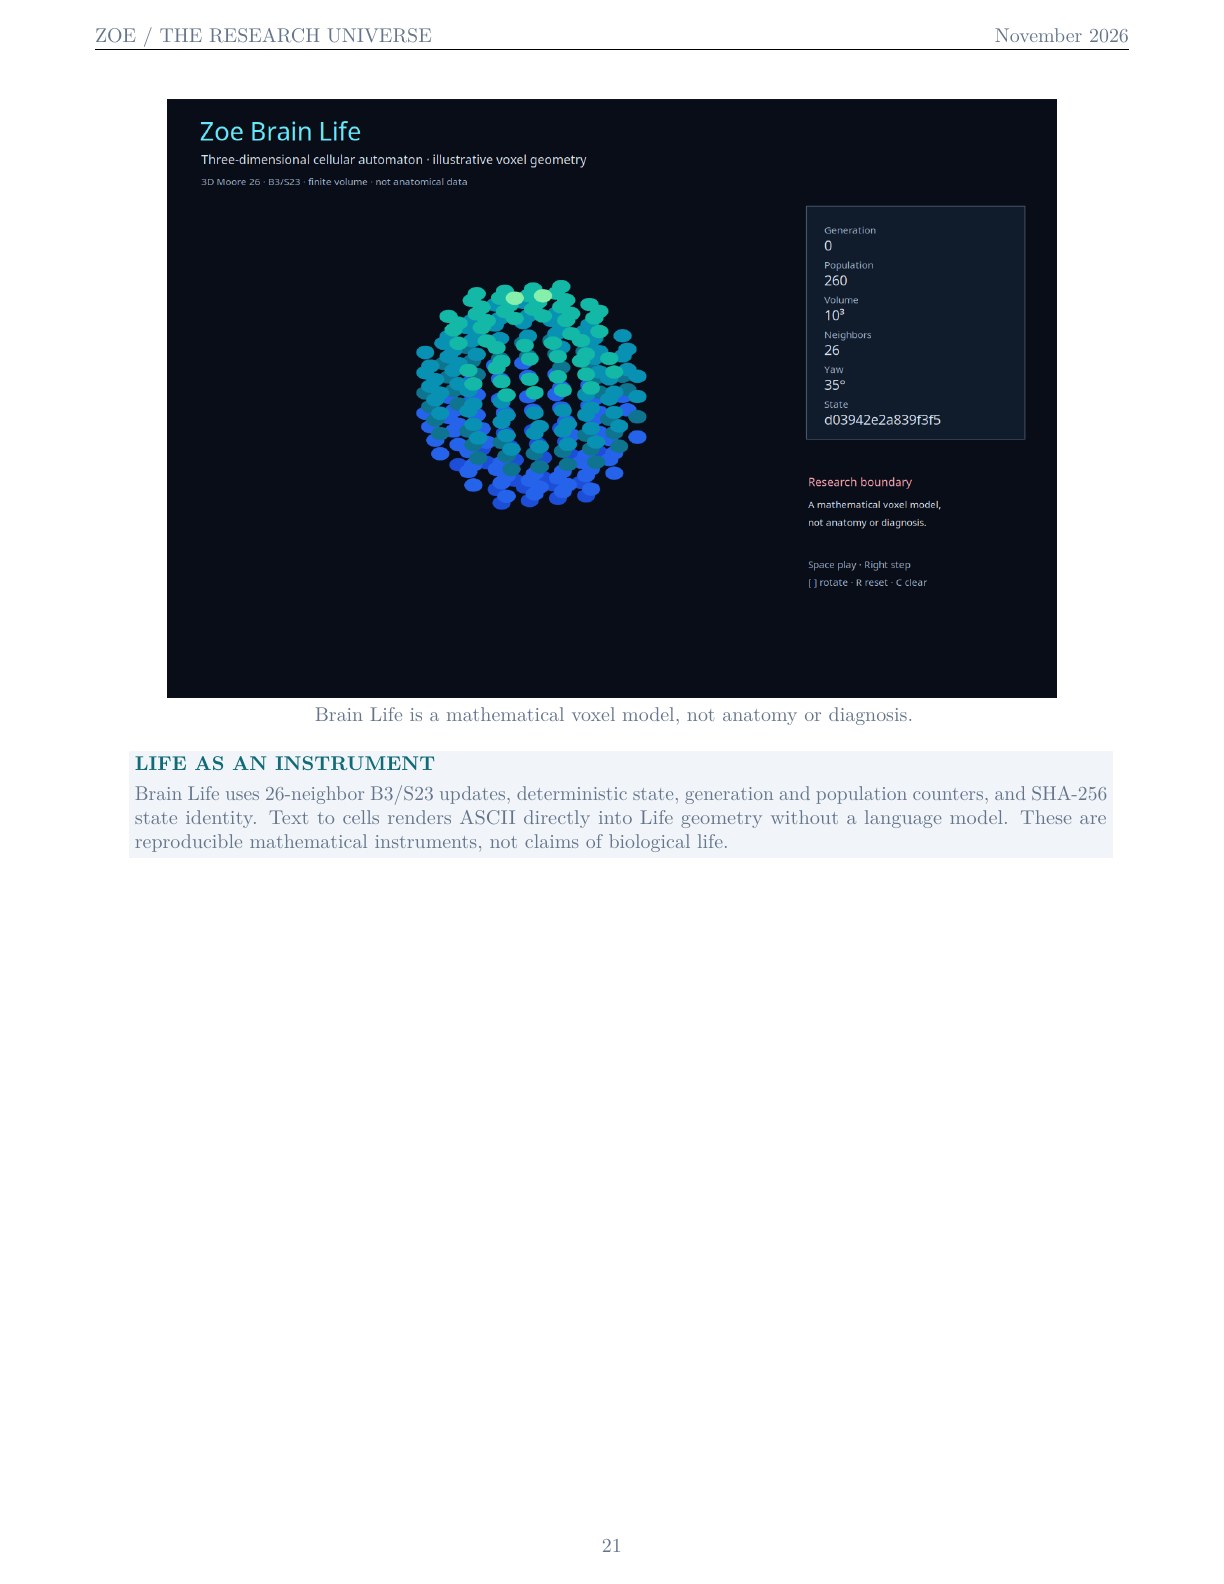 ZOE / THE RESEARCH UNIVERSE
November 2026
Zoe Brain Life
Three-dimensional cellular automaton · illustrative voxel geometry
3D Moore 26 · B3/S23 · finite volume · not anatomical data
Generation
0
Population
260
Volume
10³
Neighbors
26
Yaw
35°
State
d03942e2a839f3f5
Research boundary
A mathematical voxel model,
not anatomy or diagnosis.
Space play · Right step
[ ] rotate · R reset · C clear
Brain Life is a mathematical voxel model, not anatomy or diagnosis.
LIFE AS AN INSTRUMENT
Brain Life uses 26-neighbor B3/S23 updates, deterministic state, generation and population counters, and SHA-256
state identity. Text to cells renders ASCII directly into Life geometry without a language model. These are
reproducible mathematical instruments, not claims of biological life.
21